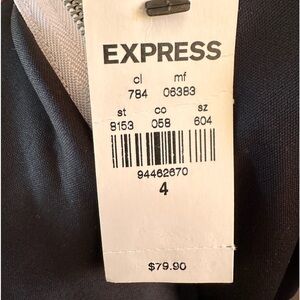 EXPRESS
cl mf
784 06383
st co sz
8153 058 604
94462670
4
$79.90